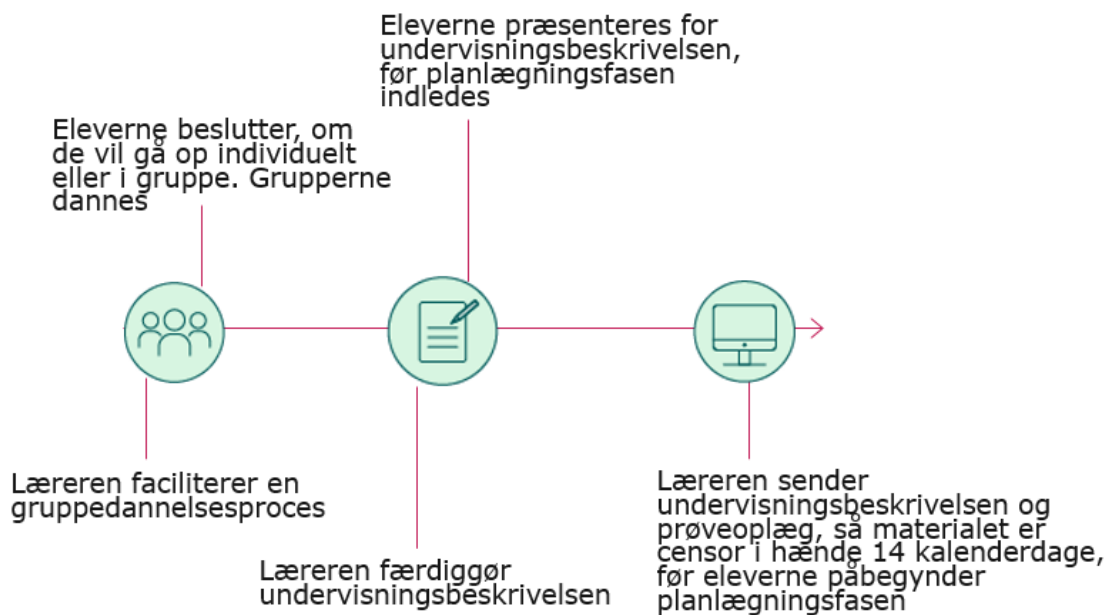 Eleverne præsenteres for
undervisningsbeskrivelsen,
før planlægningsfasen
indledes
Eleverne beslutter, om
de vil gå op individuelt
eller i gruppe. Grupperne
dannes
Læreren faciliterer en
gruppedannelsesproces
Læreren færdiggør
undervisningsbeskrivelsen
Læreren sender
undervisningsbeskrivelsen og
prøveoplæg, så materialet er
censor i hænde 14 kalenderdage,
før eleverne påbegynder
planlægningsfasen